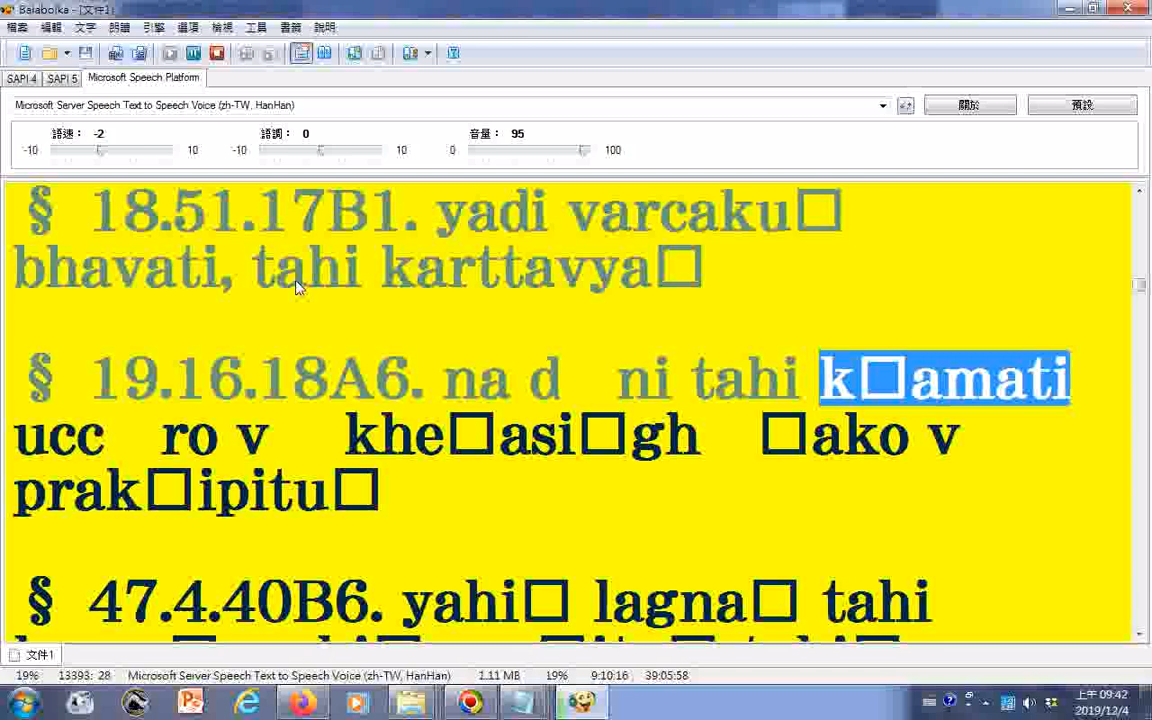 Balabolka - [文件1]
檔案 編輯 文字 朗讀 引擎 選項 檢視 工具 書籤 說明
SAPI 4 SAPI 5 Microsoft Speech Platform
Microsoft Server Speech Text to Speech Voice (zh-TW, HanHan) 關於 預設
語速： -2 語調： 0 音量： 95
-10 10 -10 10 0 100
§ 18.51.17B1. yadi varcaku□
bhavati, tahi karttavya□
§ 19.16.18A6. na d ni tahi k□amati
ucc ro v khe□asi□gh □ako v
prak□ipitu□
§ 47.4.40B6. yahi□ lagna□ tahi
文件1
19% 13393: 28 Microsoft Server Speech Text to Speech Voice (zh-TW, HanHan) 1.11 MB 19% 9:10:16 39:05:58
上午 09:42
2019/12/4